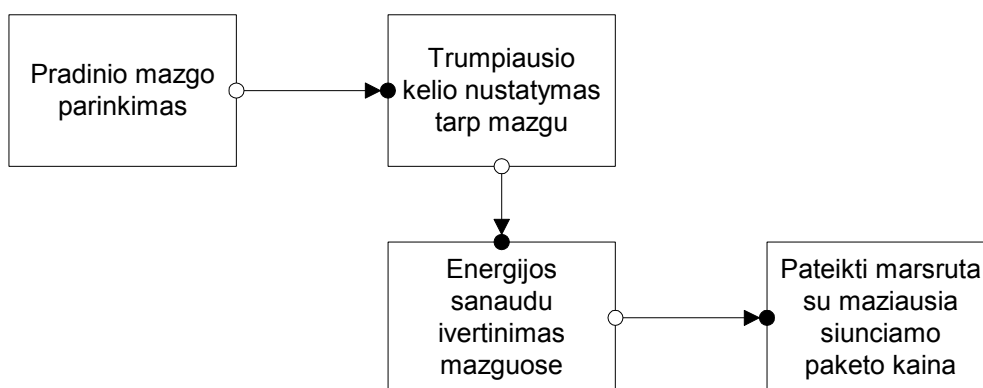 Pradinio mazgo
parinkimas
Trumpiausio
kelio nustatymas
tarp mazgu
Energijos
sanaudu
ivertinimas
mazguose
Pateikti marsruta
su maziausia
siunciamo
paketo kaina